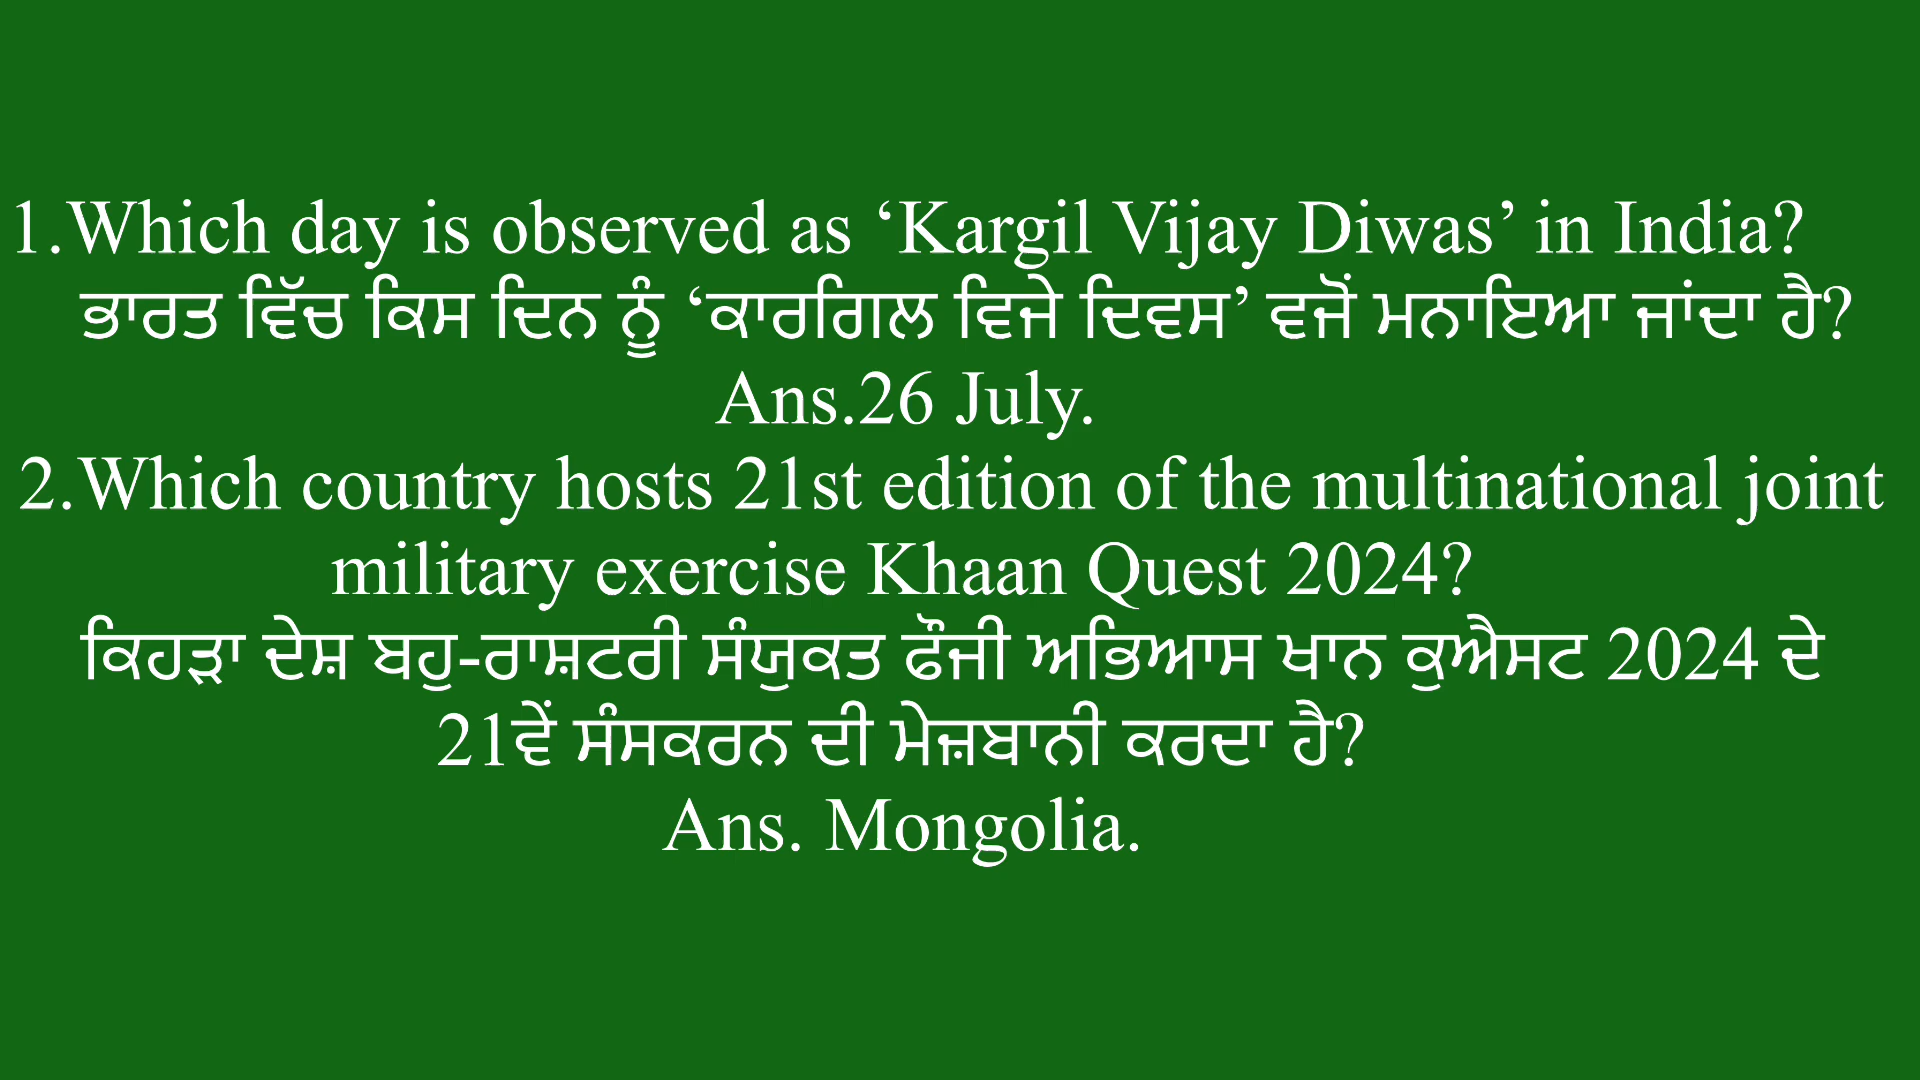 1.Which day is observed as ‘Kargil Vijay Diwas’ in India?
ਭਾਰਤ ਵਿੱਚ ਕਿਸ ਦਿਨ ਨੂੰ ‘ਕਾਰਗਿਲ ਵਿਜੇ ਦਿਵਸ’ ਵਜੋਂ ਮਨਾਇਆ ਜਾਂਦਾ ਹੈ?
Ans.26 July.
2.Which country hosts 21st edition of the multinational joint
military exercise Khaan Quest 2024?
ਕਿਹੜਾ ਦੇਸ਼ ਬਹੁ-ਰਾਸ਼ਟਰੀ ਸੰਯੁਕਤ ਫੌਜੀ ਅਭਿਆਸ ਖਾਨ ਕੁਐਸਟ 2024 ਦੇ
21ਵੇਂ ਸੰਸਕਰਨ ਦੀ ਮੇਜ਼ਬਾਨੀ ਕਰਦਾ ਹੈ?
Ans. Mongolia.